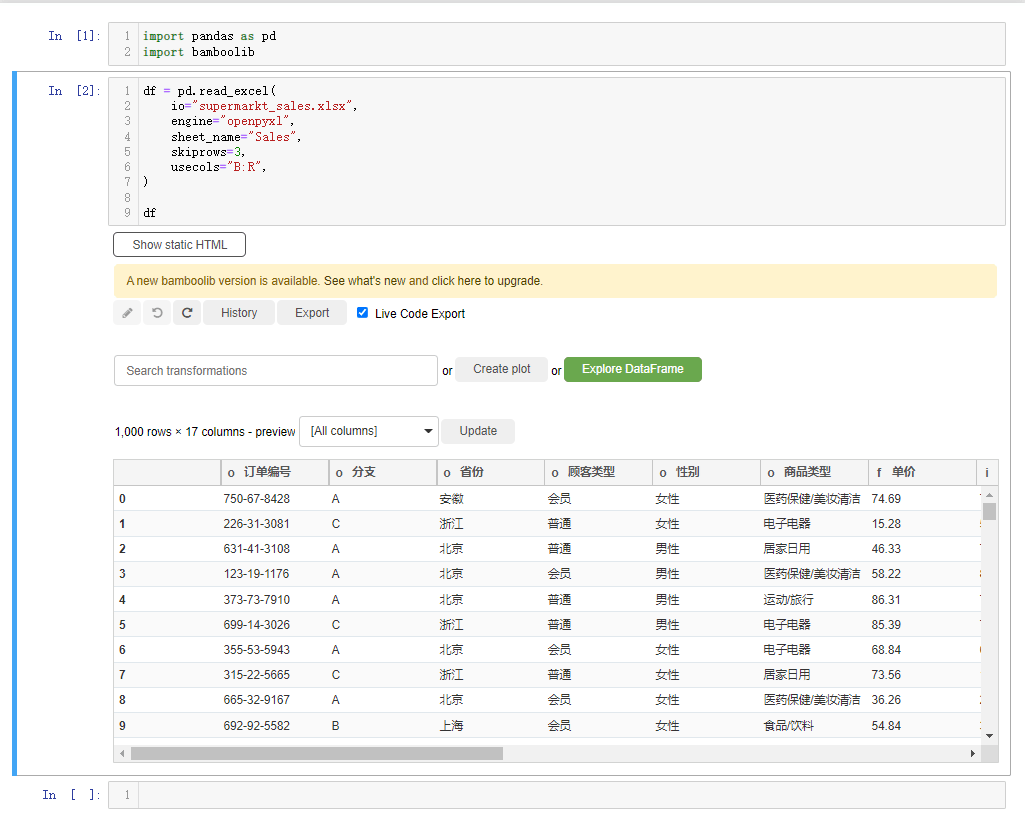 In [1]:
1 import pandas as pd
2 import bamboolib
In [2]:
1 df = pd.read_excel(
2 io="supermarkt_sales.xlsx",
3 engine="openpyxl",
4 sheet_name="Sales",
5 skiprows=3,
6 usecols="B:R",
7 )
8
9 df
Show static HTML
A new bamboolib version is available. See what's new and click here to upgrade.
History Export Live Code Export
Search transformations or Create plot or Explore DataFrame
1,000 rows × 17 columns - preview [All columns] Update
o 订单编号 o 分支 o 省份 o 顾客类型 o 性别 o 商品类型 f 单价 i
0 750-67-8428 A 安徽 会员 女性 医药保健/美妆清洁 74.69
1 226-31-3081 C 浙江 普通 女性 电子电器 15.28
2 631-41-3108 A 北京 普通 男性 居家日用 46.33
3 123-19-1176 A 北京 会员 男性 医药保健/美妆清洁 58.22
4 373-73-7910 A 北京 普通 男性 运动/旅行 86.31
5 699-14-3026 C 浙江 普通 男性 电子电器 85.39
6 355-53-5943 A 北京 会员 女性 电子电器 68.84
7 315-22-5665 C 浙江 普通 女性 居家日用 73.56
8 665-32-9167 A 北京 会员 女性 医药保健/美妆清洁 36.26
9 692-92-5582 B 上海 会员 女性 食品/饮料 54.84
In [ ]:
1